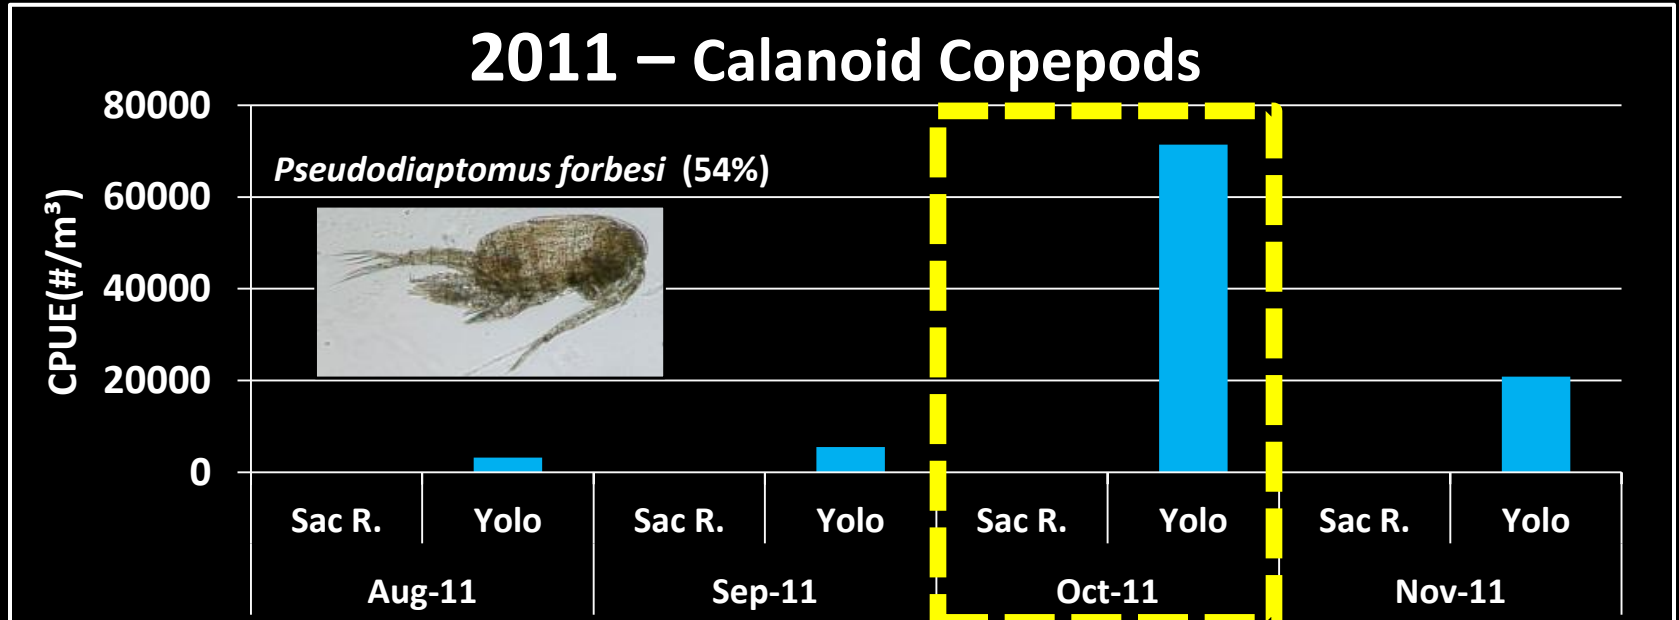 2011 – Calanoid Copepods
80000
Pseudodiaptomus forbesi (54%)
60000
CPUE(#/m³)
40000
20000
0
Sac R. Yolo Sac R. Yolo Sac R. Yolo Sac R. Yolo
Aug-11 Sep-11 Oct-11 Nov-11